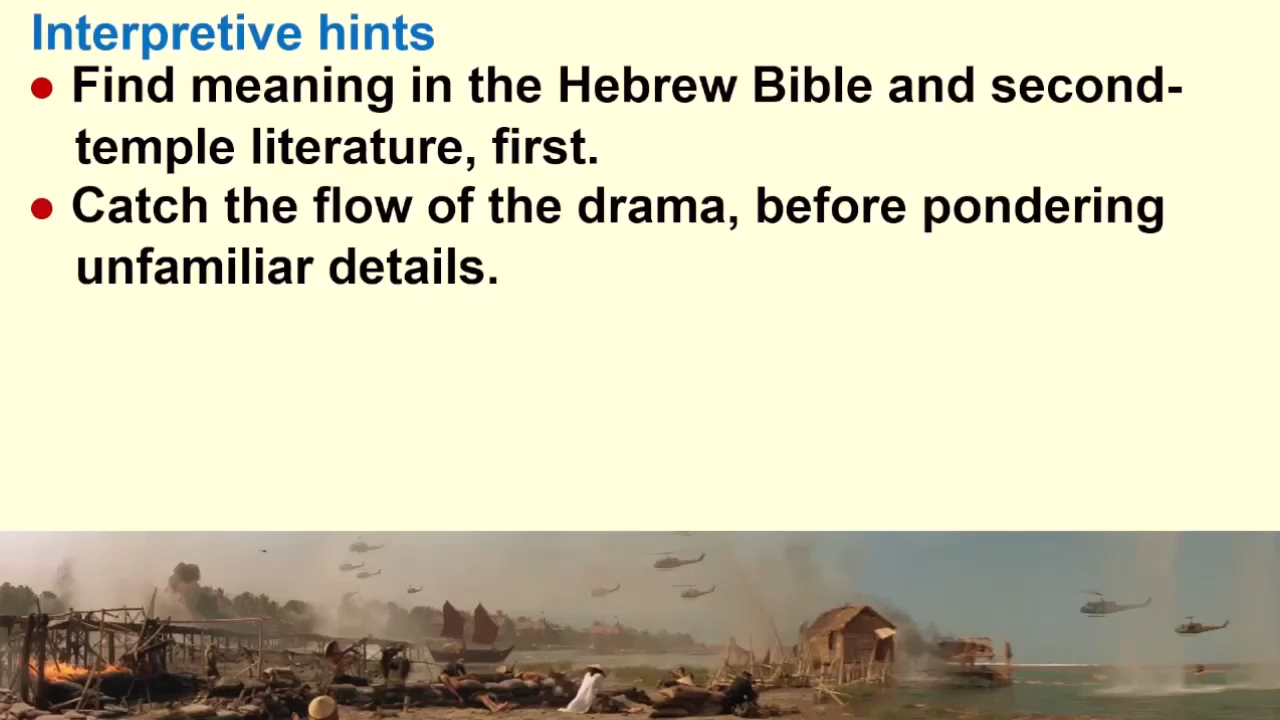 Interpretive hints
● Find meaning in the Hebrew Bible and second-
temple literature, first.
● Catch the flow of the drama, before pondering
unfamiliar details.